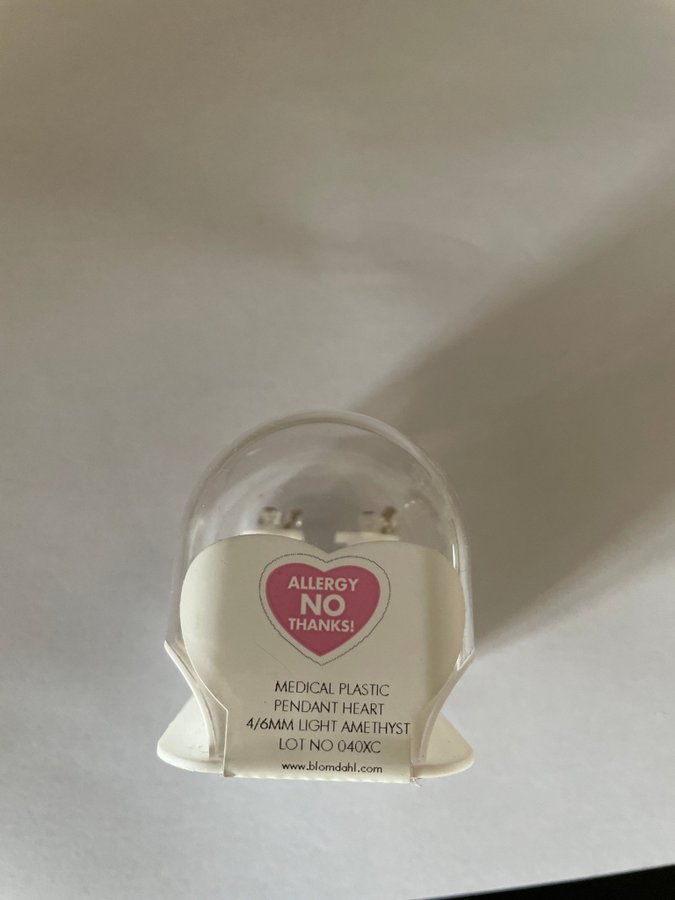 ALLERGY
NO
THANKS!
MEDICAL PLASTIC
PENDANT HEART
4/6MM LIGHT AMETHYST
LOT NO 040XC
www.blomdahl.com